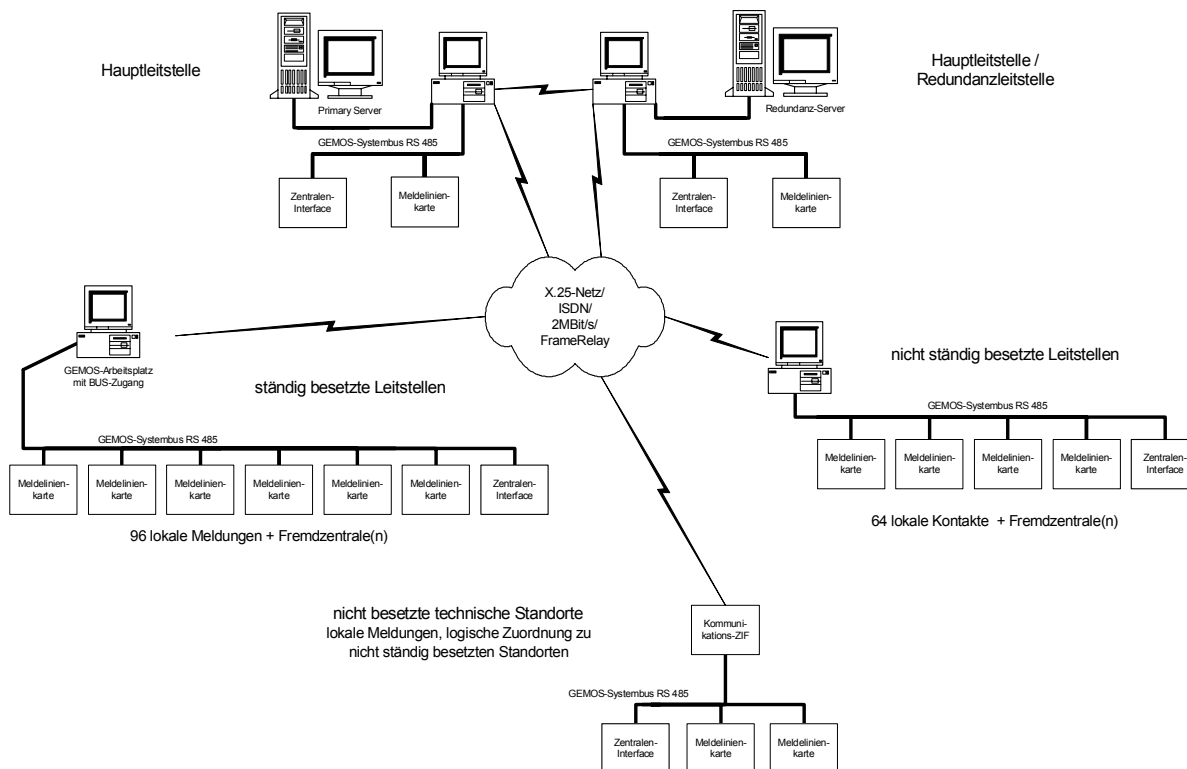 Hauptleitstelle
Primary Server
Hauptleitstelle /
Redundanzleitstelle
Redundanz-Server
GEMOS-Systembus RS 485
Zentralen-
Interface
Meldelinien-
karte
GEMOS-Systembus RS 485
Zentralen-
Interface
Meldelinien-
karte
X.25-Netz/
ISDN/
2MBit/s/
FrameRelay
GEMOS-Arbeitsplatz
mit BUS-Zugang
ständig besetzte Leitstellen
GEMOS-Systembus RS 485
Meldelinien-
karte
Meldelinien-
karte
Meldelinien-
karte
Meldelinien-
karte
Meldelinien-
karte
Meldelinien-
karte
Zentralen-
Interface
96 lokale Meldungen + Fremdzentrale(n)
nicht ständig besetzte Leitstellen
GEMOS-Systembus RS 485
Meldelinien-
karte
Meldelinien-
karte
Meldelinien-
karte
Meldelinien-
karte
Zentralen-
Interface
64 lokale Kontakte + Fremdzentrale(n)
nicht besetzte technische Standorte
lokale Meldungen, logische Zuordnung zu
nicht ständig besetzten Standorten
Kommuni-
kations-ZIF
GEMOS-Systembus RS 485
Zentralen-
Interface
Meldelinien-
karte
Meldelinien-
karte